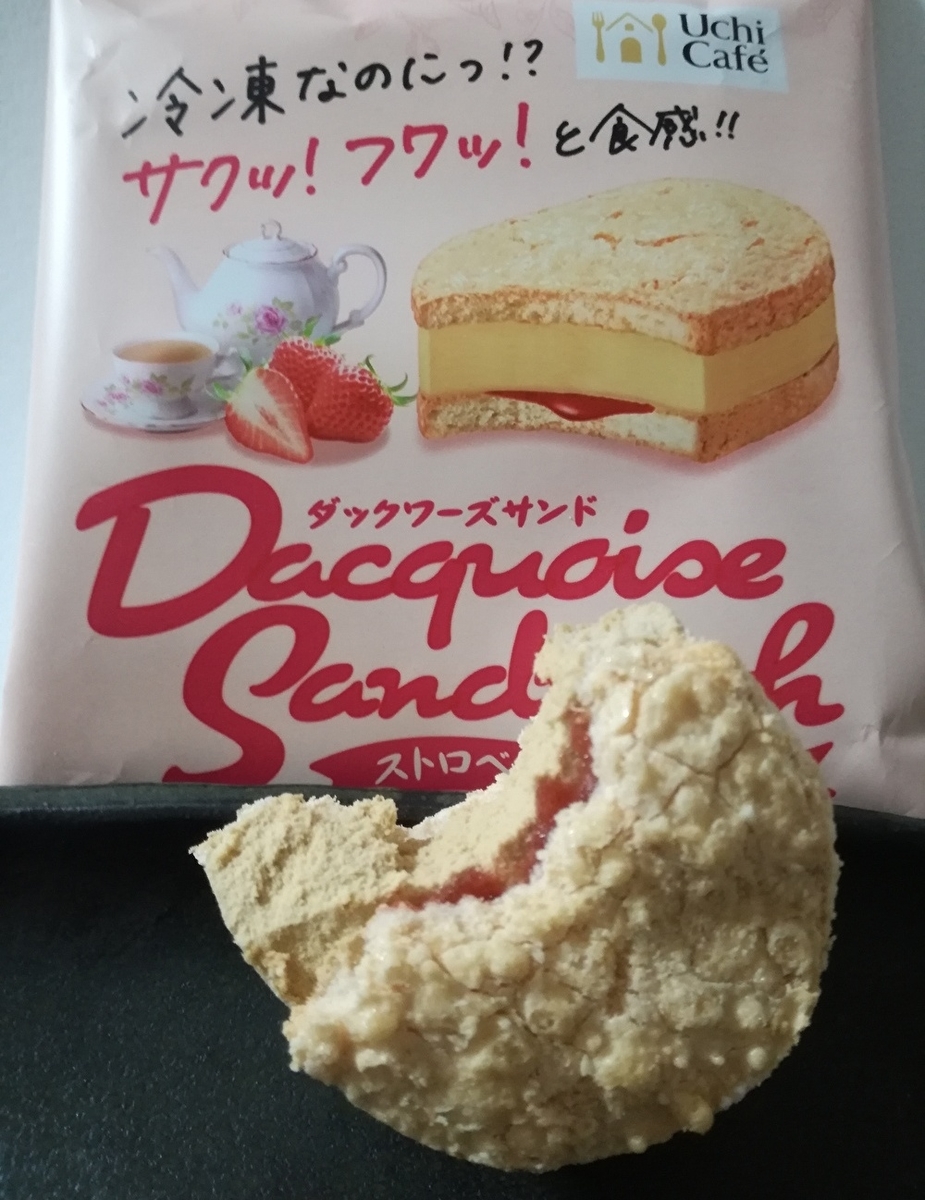 Uchi
Café
冷凍なのにっ!?
サクッ!フワッ!と食感!!
ダックワーズサンド
Dacquoise
Sand h
ストロベ